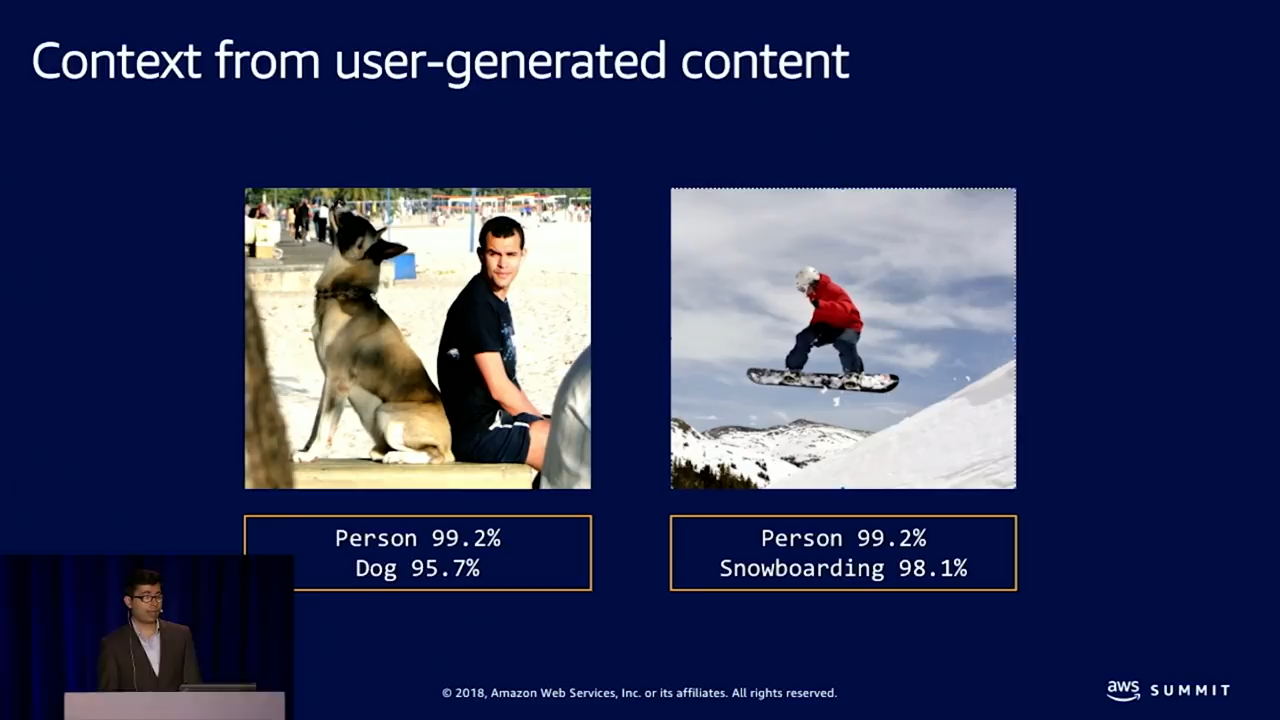 Context from user-generated content
Person 99.2%
Dog 95.7%
Person 99.2%
Snowboarding 98.1%
© 2018, Amazon Web Services, Inc. or its affiliates. All rights reserved.
aws SUMMIT